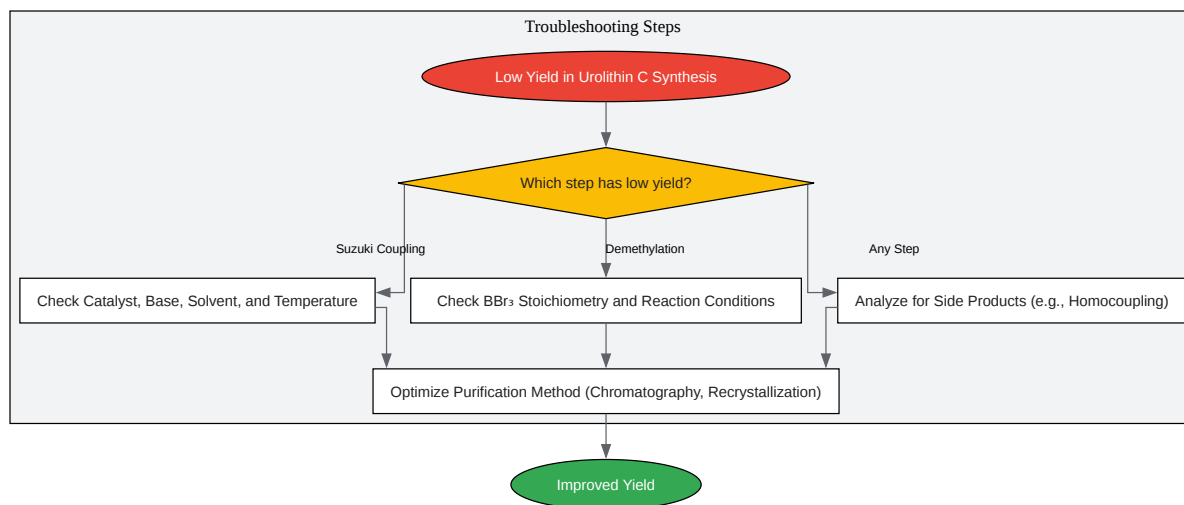 Troubleshooting Steps
Low Yield in Urolithin C Synthesis
Which step has low yield?
Suzuki Coupling
Demethylation
Any Step
Check Catalyst, Base, Solvent, and Temperature
Check BBr₃ Stoichiometry and Reaction Conditions
Analyze for Side Products (e.g., Homocoupling)
Optimize Purification Method (Chromatography, Recrystallization)
Improved Yield